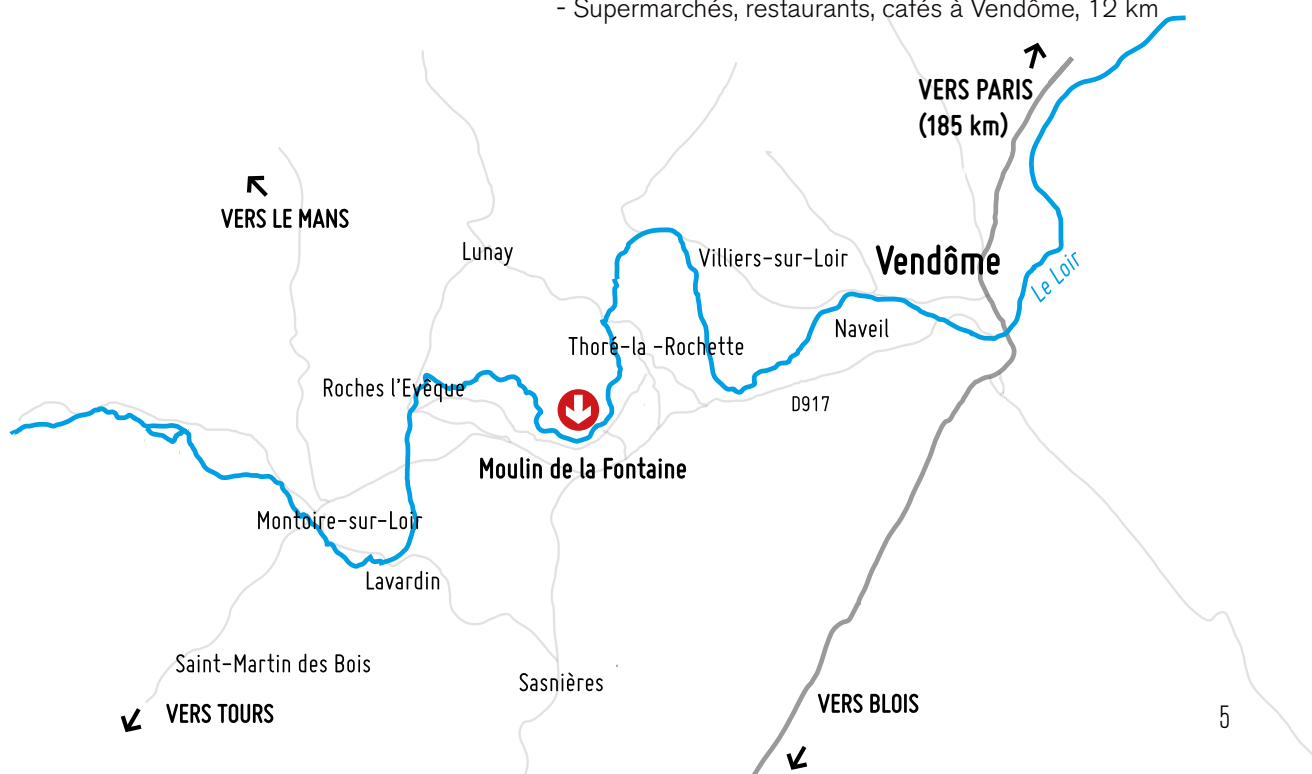 - Supermarchés, restaurants, cafés à Vendôme, 12 km
VERS PARIS
(185 km)
VERS LE MANS
Lunay
Villiers-sur-Loir
Vendôme
Le Loir
Naveil
Thoré-la -Rochette
Roches l'Evêque
D917
Moulin de la Fontaine
Montoire-sur-Loir
Lavardin
Saint-Martin des Bois
Sasnières
VERS TOURS
VERS BLOIS
5